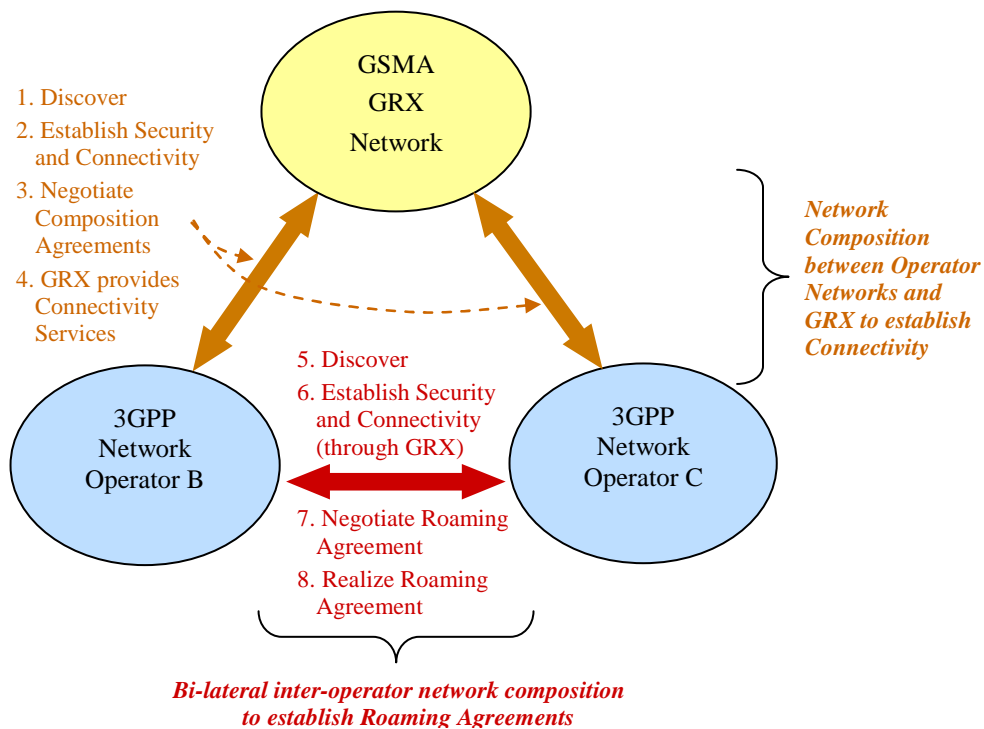 GSMA
GRX
Network
1. Discover
2. Establish Security
and Connectivity
3. Negotiate
Composition
Agreements
4. GRX provides
Connectivity
Services
Network
Composition
between Operator
Networks and
GRX to establish
Connectivity
3GPP
Network
Operator B
5. Discover
6. Establish Security
and Connectivity
(through GRX)
7. Negotiate Roaming
Agreement
8. Realize Roaming
Agreement
3GPP
Network
Operator C
Bi-lateral inter-operator network composition
to establish Roaming Agreements